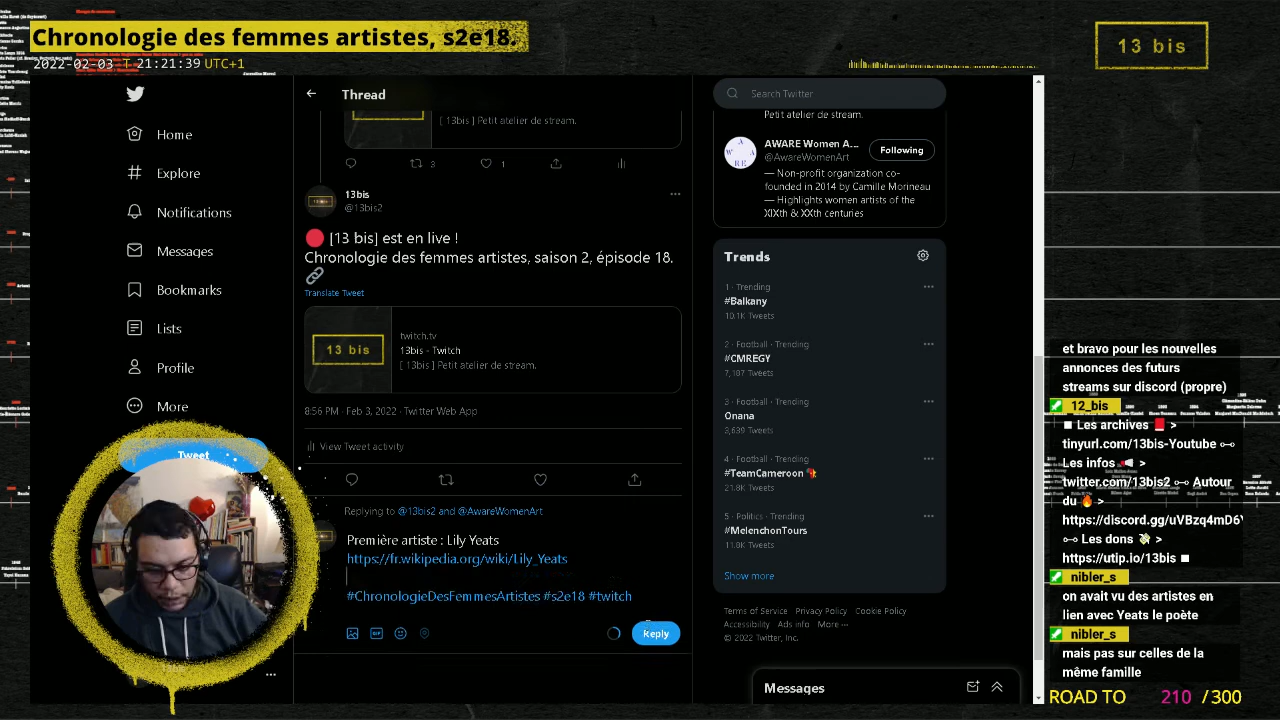 Chronologie des femmes artistes, s2e18.
2022-02-03 T 21:21:39 UTC+1
13 bis
Home
Explore
Notifications
Messages
Bookmarks
Lists
Profile
More
Tweet
Thread
[ 13bis ] Petit atelier de stream.
3
1
13bis
@13bis2
[13 bis] est en live !
Chronologie des femmes artistes, saison 2, épisode 18.
Translate Tweet
13 bis
twitch.tv
13bis - Twitch
[ 13bis ] Petit atelier de stream.
8:56 PM · Feb 3, 2022 · Twitter Web App
View Tweet activity
Replying to @13bis2 and @AwareWomenArt
Première artiste : Lily Yeats
https://fr.wikipedia.org/wiki/Lily_Yeats
#ChronologieDesFemmesArtistes #s2e18 #twitch
GIF
Reply
Search Twitter
Petit atelier de stream.
AWARE Women A...
@AwareWomenArt
Following
— Non-profit organization co-
founded in 2014 by Camille Morineau
— Highlights women artists of the
XIXth & XXth centuries
Trends
1 · Trending
#Balkany
10.1K Tweets
2 · Football · Trending
#CMREGY
7,107 Tweets
3 · Football · Trending
Onana
3,639 Tweets
4 · Football · Trending
#TeamCameroon
21.8K Tweets
5 · Politics · Trending
#MelenchonTours
11.0K Tweets
Show more
Terms of Service Privacy Policy Cookie Policy
Accessibility Ads info More ···
© 2022 Twitter, Inc.
Messages
et bravo pour les nouvelles
annonces des futurs
streams sur discord (propre)
12_bis
Les archives >
tinyurl.com/13bis-Youtube
Les infos >
twitter.com/13bis2 Autour
du >
https://discord.gg/uVBzq4mD6Y
Les dons >
https://utip.io/13bis
nibler_s
on avait vu des artistes en
lien avec Yeats le poète
nibler_s
mais pas sur celles de la
même famille
ROAD TO 210 / 300